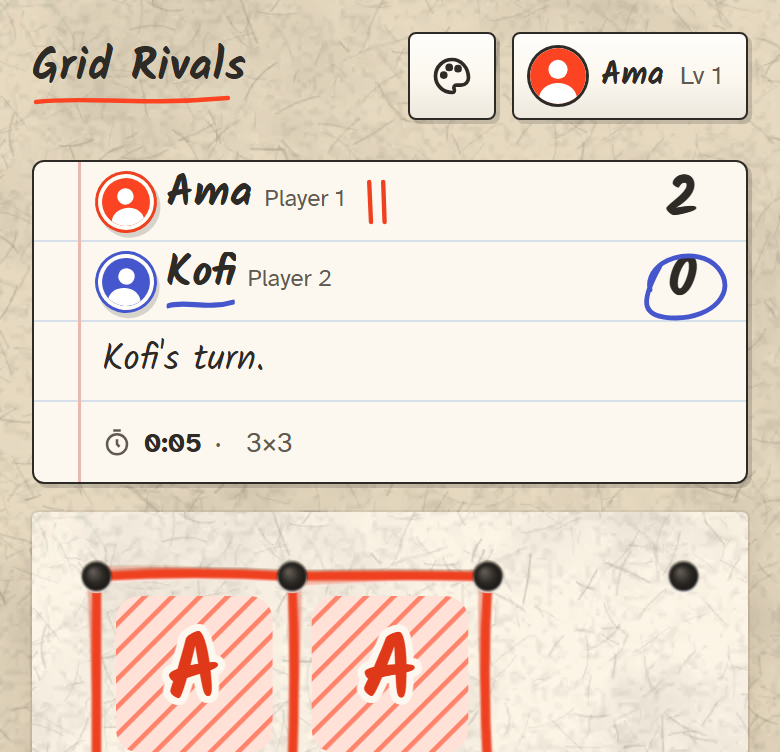 Grid Rivals
Ama Lv 1
Ama Player 1 2
Kofi Player 2 0
Kofi's turn.
0:05 · 3×3
A A